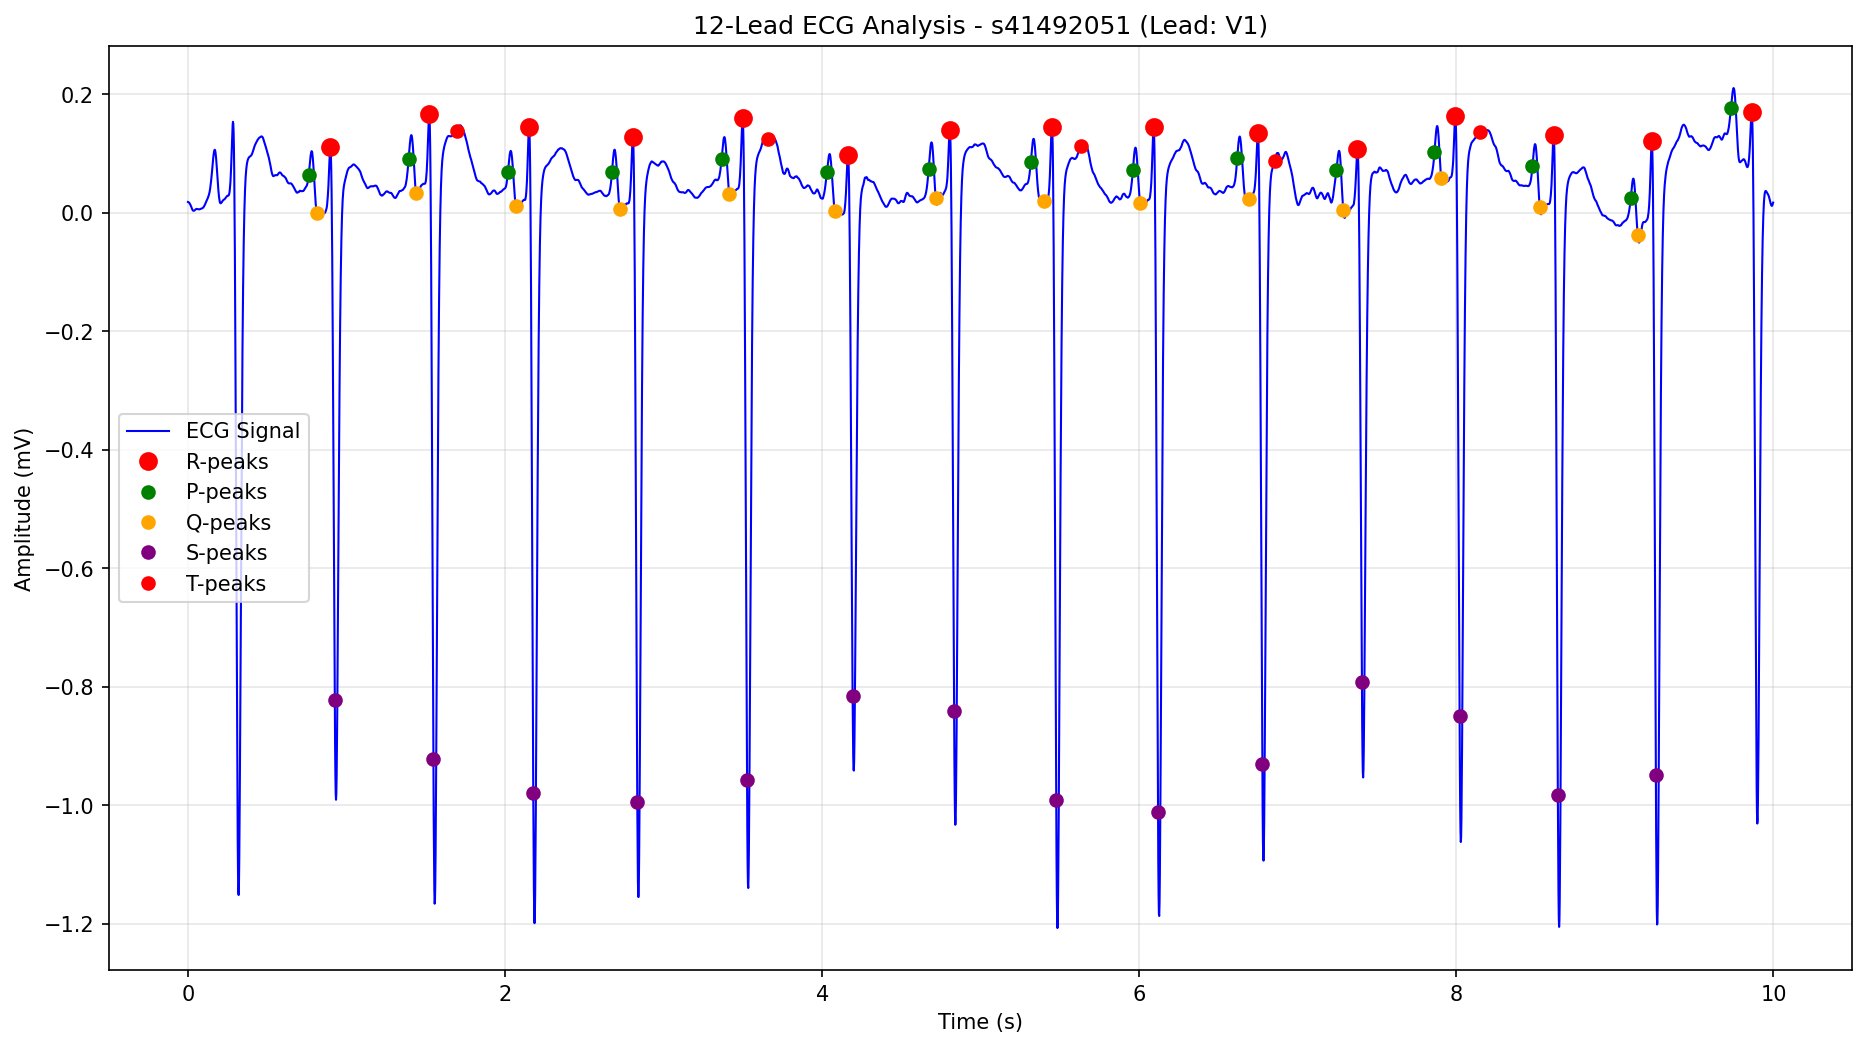 12-Lead ECG Analysis - s41492051 (Lead: V1)
0.2
0.0
−0.2
−0.4
−0.6
−0.8
−1.0
−1.2
Amplitude (mV)
ECG Signal
R-peaks
P-peaks
Q-peaks
S-peaks
T-peaks
0 2 4 6 8 10
Time (s)